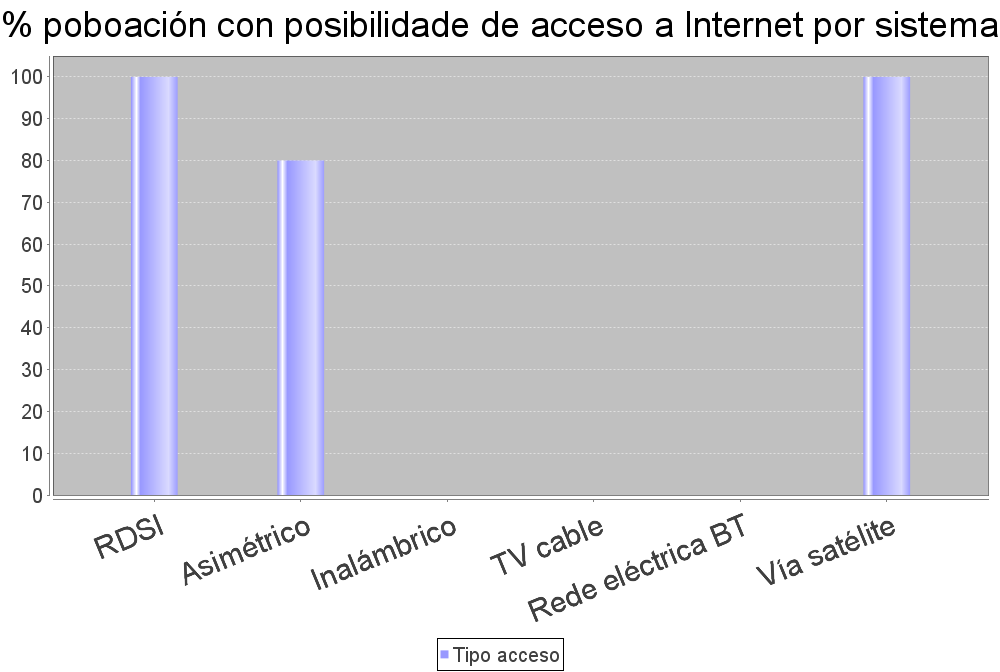 % poboación con posibilidade de acceso a Internet por sistema
100
90
80
70
60
50
40
30
20
10
0
RDSI
Asimétrico
Inalámbrico
TV cable
Rede eléctrica BT
Vía satélite
Tipo acceso